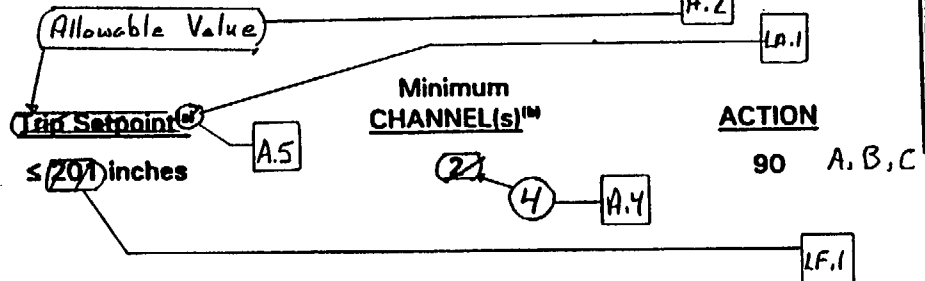 A.2
Allowable Value
LA.1
Minimum
Trip Setpoint(a) CHANNEL(s)(b) ACTION
A.5
≤ 201 inches 2 90 A, B, C
4 A.4
LF.1